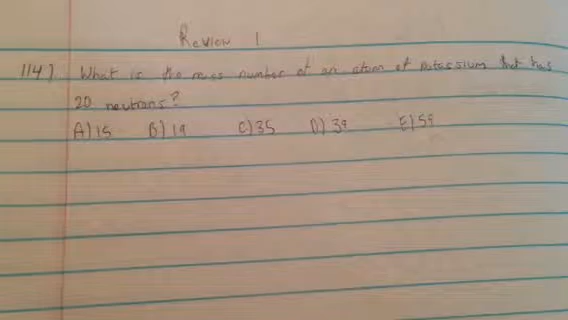 Review 1
114) What is the mass number of an atom of potassium that has
20 neutrons?
A) 15 B) 19 C) 35 D) 39 E) 59